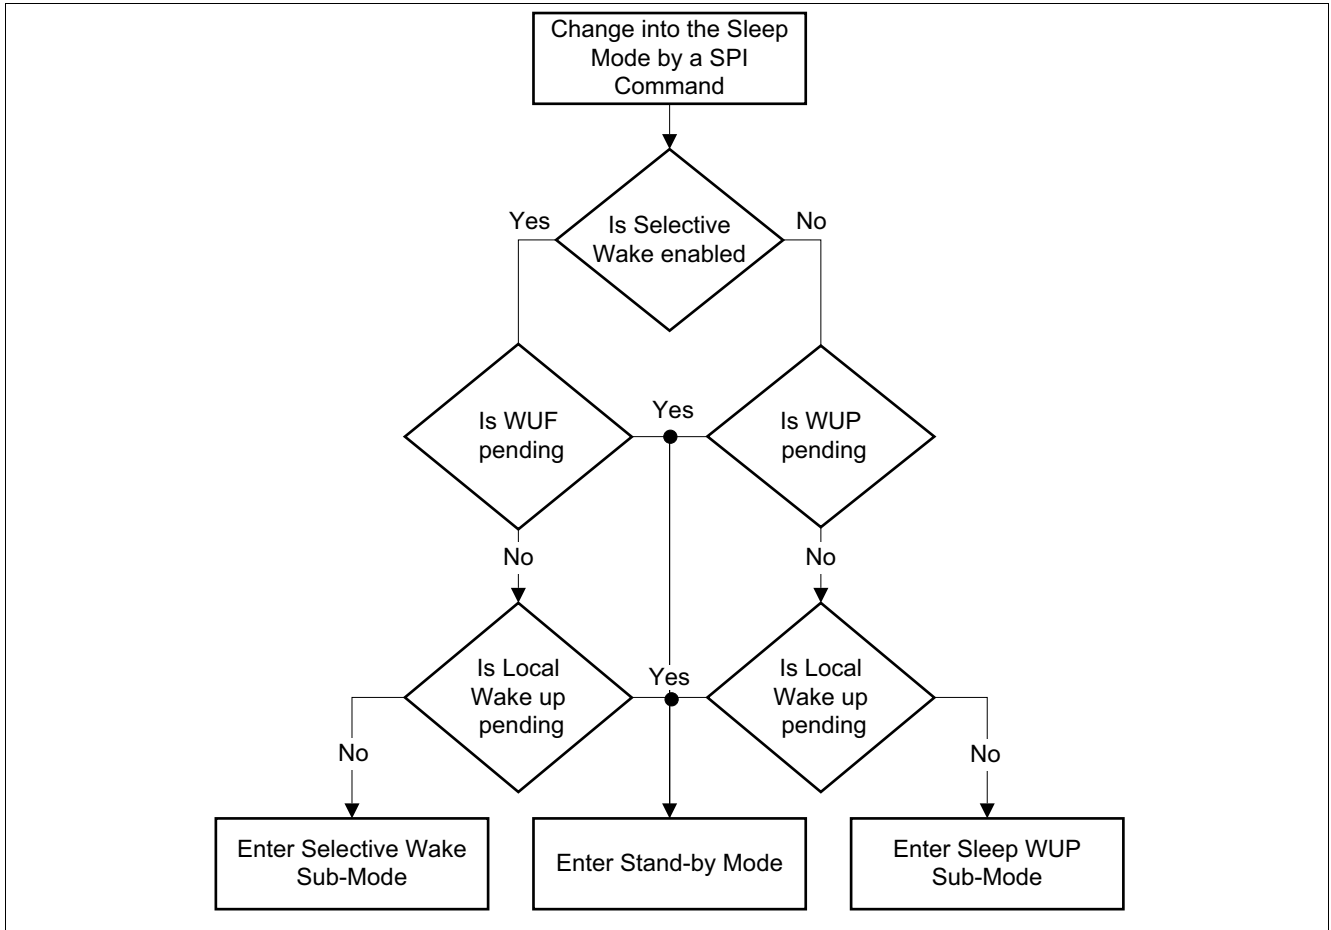 Change into the Sleep
Mode by a SPI
Command
Yes
Is Selective
Wake enabled
No
Is WUF
pending
Yes
Is WUP
pending
No
No
Is Local
Wake up
pending
Yes
Is Local
Wake up
pending
No
No
Enter Selective Wake
Sub-Mode
Enter Stand-by Mode
Enter Sleep WUP
Sub-Mode